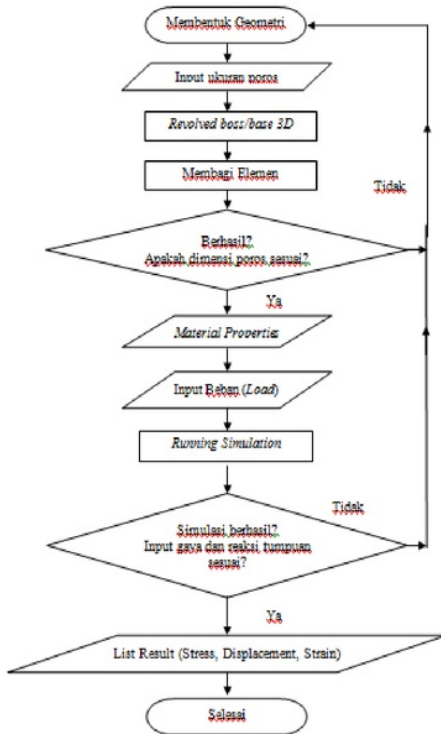 Membentuk Geometri
Input ukuran poros
Revolved boss/base 3D
Membagi Elemen
Tidak
Berhasil?
Apakah dimensi poros sesuai?
Ya
Material Properties
Input Beban (Load)
Running Simulation
Tidak
Simulasi berhasil?
Input gaya dan reaksi tumpuan
sesuai?
Ya
List Result (Stress, Displacement, Strain)
Selesai